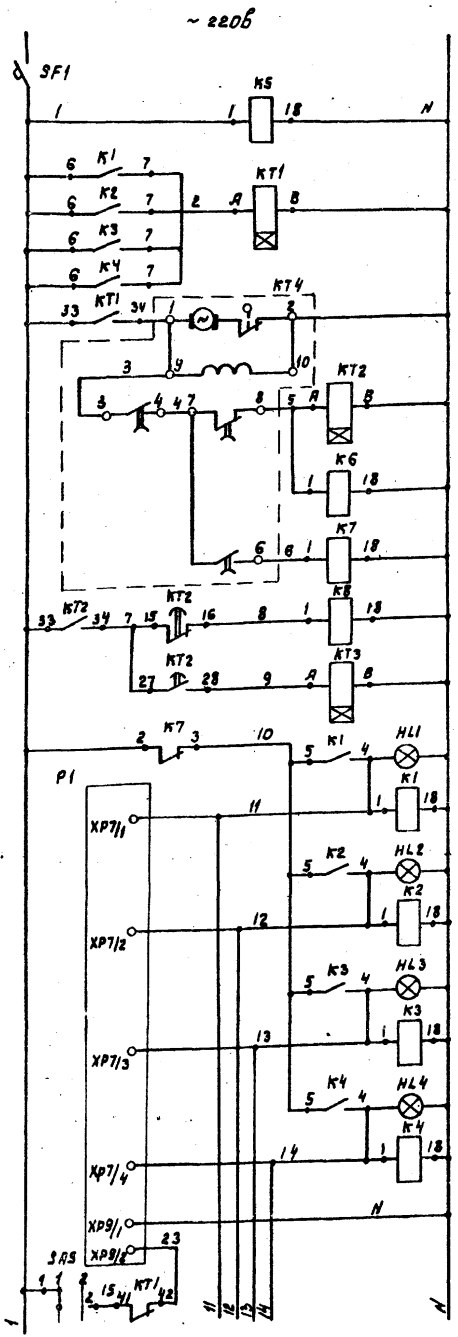 ~ 220в
SF1
K5
1 1 18 N
K1
6 7
KT1
K2
6 7 2 A B
K3
6 7
K4
6 7
KT1
KT4
33 34 1 ~ 2
3 9 10
KT2
3 4 4 7 8 5 A B
K6
1 18
K7
6 6 1 18
KT2
KT2
K8
33 34 7 15 16 8 1 18
KT2
KT3
27 28 9 A B
K7
2 3 10
K1
HL1
5 4
P1
K1
XP7/1 11 1 18
K2
HL2
5 4
K2
XP7/2 12 1 18
K3
HL3
5 4
K3
XP7/3 13 1 18
K4
HL4
5 4
K4
XP7/4 14 1 18
XP9/1 N
XP8/2 23
SA5
1 1 2
2 15 41 KT1 42
1 11 12 13 14 N